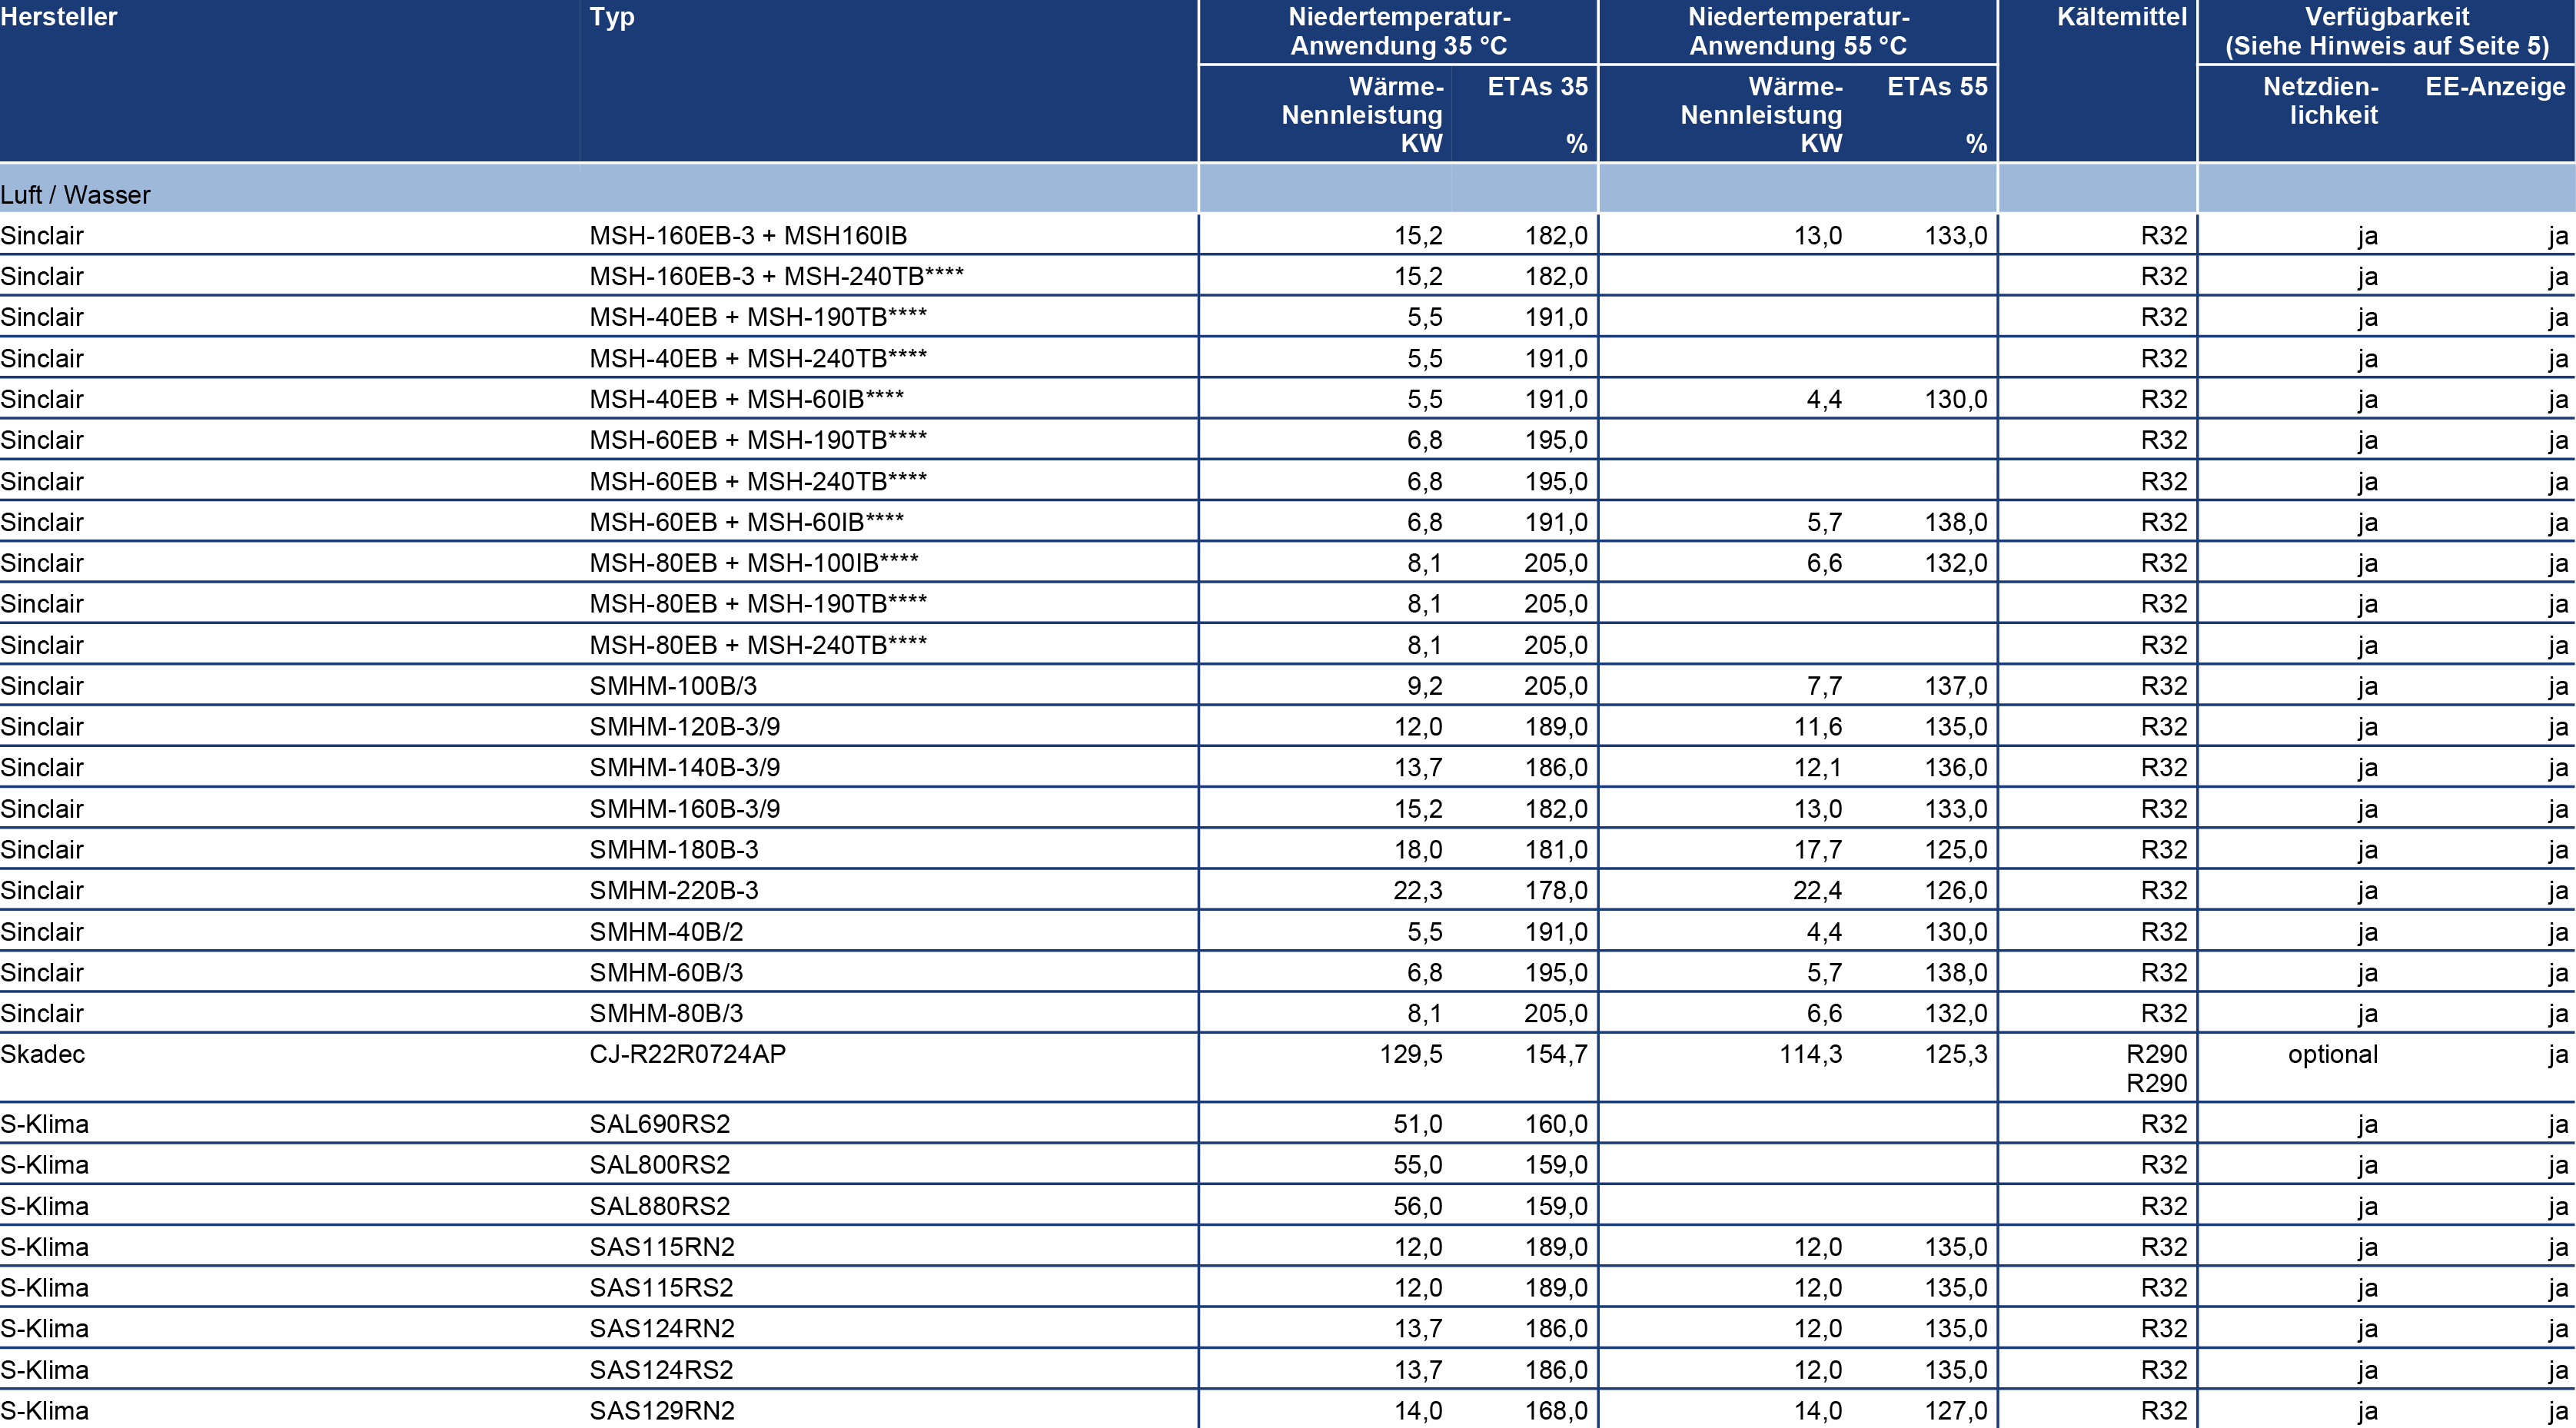 Hersteller Typ Niedertemperatur- Niedertemperatur- Kältemittel Verfügbarkeit
Anwendung 35 °C Anwendung 55 °C (Siehe Hinweis auf Seite 5)
Wärme- ETAs 35 Wärme- ETAs 55 Netzdien- EE-Anzeige
Nennleistung Nennleistung lichkeit
KW % KW %
Luft / Wasser
Sinclair MSH-160EB-3 + MSH160IB 15,2 182,0 13,0 133,0 R32 ja ja
Sinclair MSH-160EB-3 + MSH-240TB**** 15,2 182,0 R32 ja ja
Sinclair MSH-40EB + MSH-190TB**** 5,5 191,0 R32 ja ja
Sinclair MSH-40EB + MSH-240TB**** 5,5 191,0 R32 ja ja
Sinclair MSH-40EB + MSH-60IB**** 5,5 191,0 4,4 130,0 R32 ja ja
Sinclair MSH-60EB + MSH-190TB**** 6,8 195,0 R32 ja ja
Sinclair MSH-60EB + MSH-240TB**** 6,8 195,0 R32 ja ja
Sinclair MSH-60EB + MSH-60IB**** 6,8 191,0 5,7 138,0 R32 ja ja
Sinclair MSH-80EB + MSH-100IB**** 8,1 205,0 6,6 132,0 R32 ja ja
Sinclair MSH-80EB + MSH-190TB**** 8,1 205,0 R32 ja ja
Sinclair MSH-80EB + MSH-240TB**** 8,1 205,0 R32 ja ja
Sinclair SMHM-100B/3 9,2 205,0 7,7 137,0 R32 ja ja
Sinclair SMHM-120B-3/9 12,0 189,0 11,6 135,0 R32 ja ja
Sinclair SMHM-140B-3/9 13,7 186,0 12,1 136,0 R32 ja ja
Sinclair SMHM-160B-3/9 15,2 182,0 13,0 133,0 R32 ja ja
Sinclair SMHM-180B-3 18,0 181,0 17,7 125,0 R32 ja ja
Sinclair SMHM-220B-3 22,3 178,0 22,4 126,0 R32 ja ja
Sinclair SMHM-40B/2 5,5 191,0 4,4 130,0 R32 ja ja
Sinclair SMHM-60B/3 6,8 195,0 5,7 138,0 R32 ja ja
Sinclair SMHM-80B/3 8,1 205,0 6,6 132,0 R32 ja ja
Skadec CJ-R22R0724AP 129,5 154,7 114,3 125,3 R290 optional ja
R290
S-Klima SAL690RS2 51,0 160,0 R32 ja ja
S-Klima SAL800RS2 55,0 159,0 R32 ja ja
S-Klima SAL880RS2 56,0 159,0 R32 ja ja
S-Klima SAS115RN2 12,0 189,0 12,0 135,0 R32 ja ja
S-Klima SAS115RS2 12,0 189,0 12,0 135,0 R32 ja ja
S-Klima SAS124RN2 13,7 186,0 12,0 135,0 R32 ja ja
S-Klima SAS124RS2 13,7 186,0 12,0 135,0 R32 ja ja
S-Klima SAS129RN2 14,0 168,0 14,0 127,0 R32 ja ja